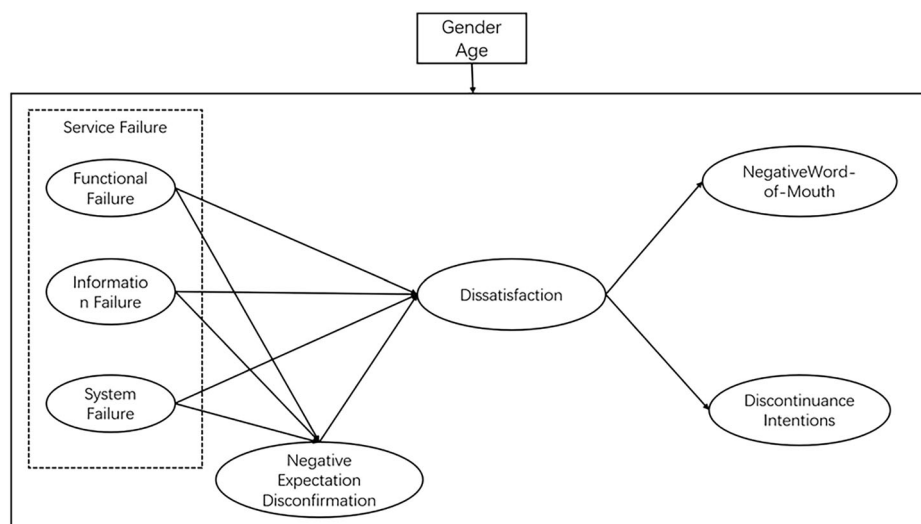 Gender
Age
Service Failure
Functional
Failure
Informatio
n Failure
System
Failure
Negative
Expectation
Disconfirmation
Dissatisfaction
NegativeWord-
of-Mouth
Discontinuance
Intentions